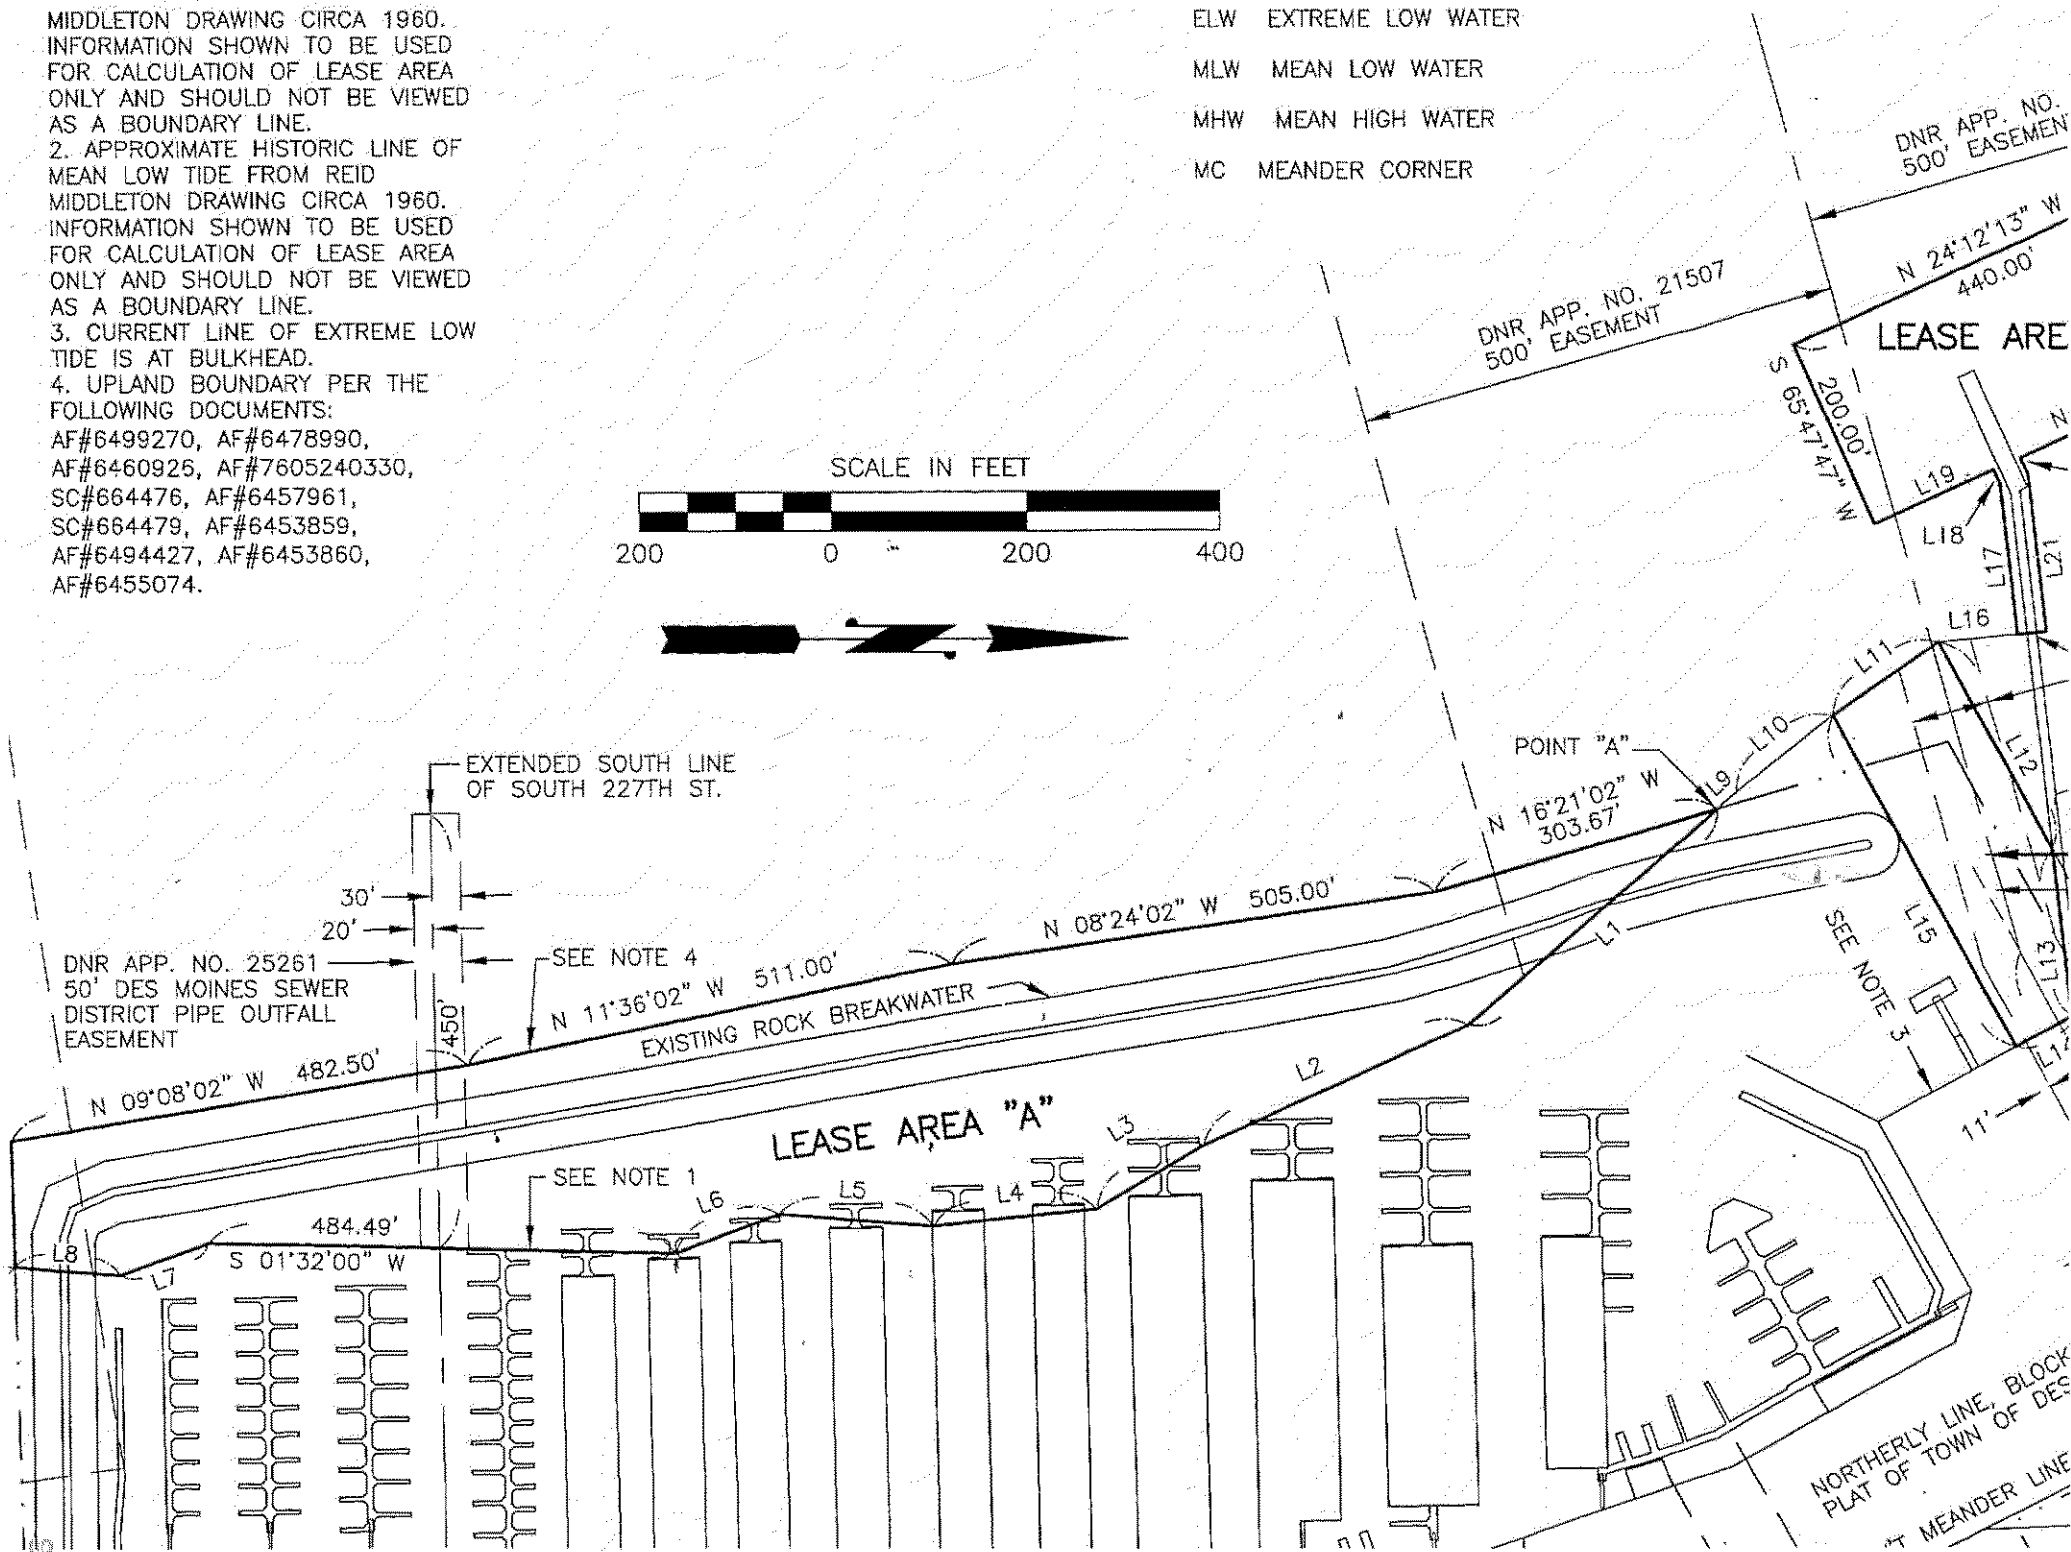 MIDDLETON DRAWING CIRCA 1960.
INFORMATION SHOWN TO BE USED
FOR CALCULATION OF LEASE AREA
ONLY AND SHOULD NOT BE VIEWED
AS A BOUNDARY LINE.
2. APPROXIMATE HISTORIC LINE OF
MEAN LOW TIDE FROM REID
MIDDLETON DRAWING CIRCA 1960.
INFORMATION SHOWN TO BE USED
FOR CALCULATION OF LEASE AREA
ONLY AND SHOULD NOT BE VIEWED
AS A BOUNDARY LINE.
3. CURRENT LINE OF EXTREME LOW
TIDE IS AT BULKHEAD.
4. UPLAND BOUNDARY PER THE
FOLLOWING DOCUMENTS:
AF#6499270, AF#6478990,
AF#6460926, AF#7605240330,
SC#664476, AF#6457961,
SC#664479, AF#6453859,
AF#6494427, AF#6453860,
AF#6455074.
ELW EXTREME LOW WATER
MLW MEAN LOW WATER
MHW MEAN HIGH WATER
MC MEANDER CORNER
SCALE IN FEET
200 0 200 400
DNR APP. NO.
500' EASEMENT
DNR APP. NO. 21507
500' EASEMENT
N 24°12'13" W
440.00'
LEASE ARE
200.00'
S 65°47'47" W
N
L19
L18
L17
L21
L16
L11
L10
L9
L12
POINT "A"
N 16°21'02" W
303.67'
EXTENDED SOUTH LINE
OF SOUTH 227TH ST.
30'
20'
DNR APP. NO. 25261
50' DES MOINES SEWER
DISTRICT PIPE OUTFALL
EASEMENT
450'
SEE NOTE 4
N 09°08'02" W 482.50'
N 11°36'02" W 511.00'
N 08°24'02" W 505.00'
EXISTING ROCK BREAKWATER
L1
L15
L13
SEE NOTE 3
L14
11'
L2
L3
LEASE AREA "A"
SEE NOTE 1
L6
L5
L4
484.49'
S 01°32'00" W
L8
L7
NORTHERLY LINE, BLOCK
PLAT OF TOWN OF DES
'T MEANDER LINE